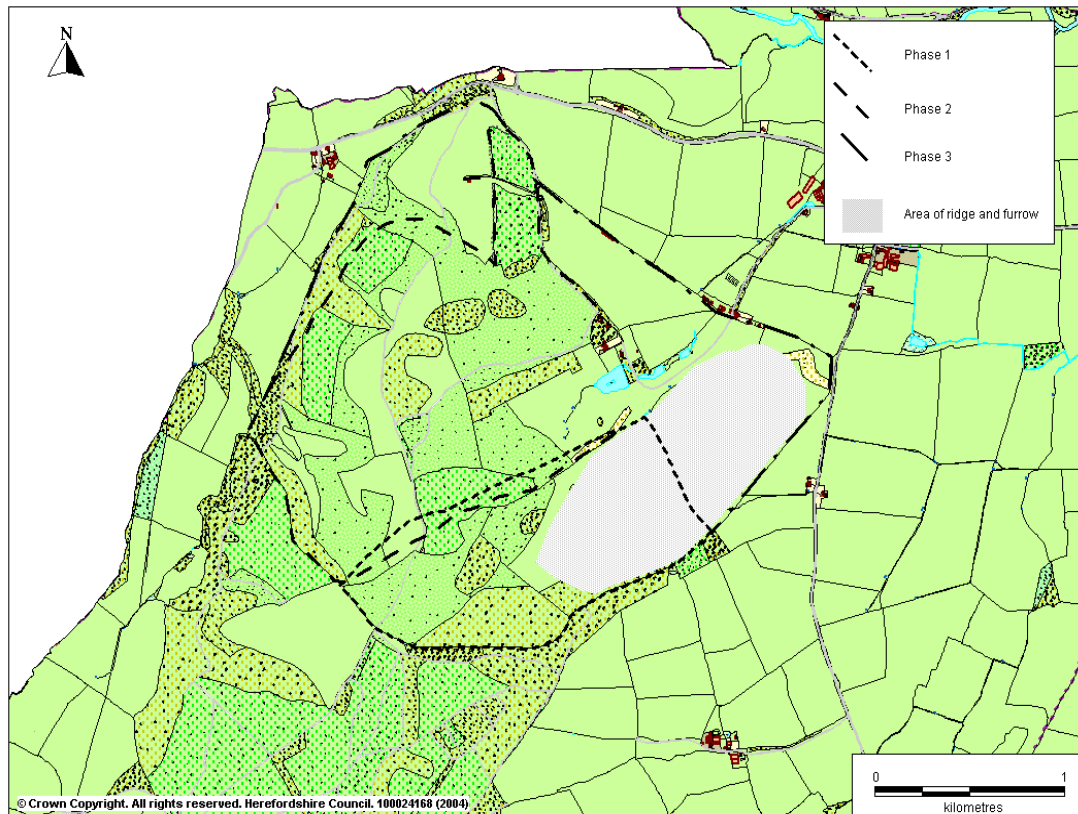 N
Phase 1
Phase 2
Phase 3
Area of ridge and furrow
0 1
kilometres
© Crown Copyright. All rights reserved. Herefordshire Council. 100024168 (2004)